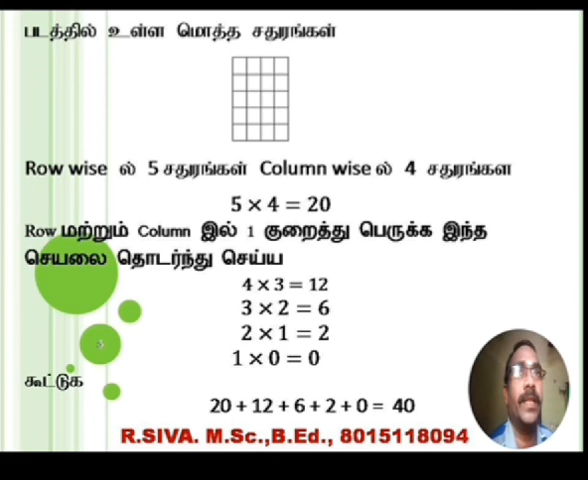 படத்தில் உள்ள மொத்த சதுரங்கள்
Row wise ல் 5 சதுரங்கள் Column wise ல் 4 சதுரங்கள
5 × 4 = 20
Row மற்றும் Column இல் 1 குறைத்து பெருக்க இந்த
செயலை தொடர்ந்து செய்ய
4 × 3 = 12
3 × 2 = 6
2 × 1 = 2
1 × 0 = 0
கூட்டுக
20 + 12 + 6 + 2 + 0 = 40
R.SIVA. M.Sc.,B.Ed., 8015118094